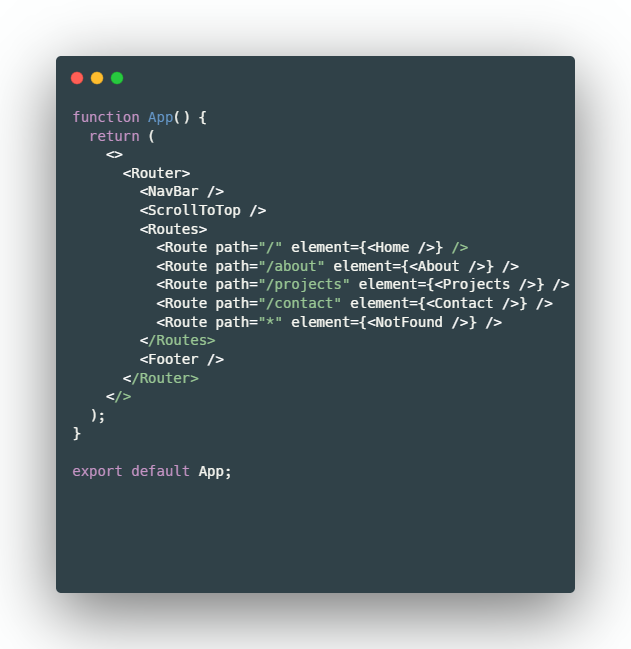 function App() {
  return (
    <>
      <Router>
        <NavBar />
        <ScrollToTop />
        <Routes>
          <Route path="/" element={<Home />} />
          <Route path="/about" element={<About />} />
          <Route path="/projects" element={<Projects />} />
          <Route path="/contact" element={<Contact />} />
          <Route path="*" element={<NotFound />} />
        </Routes>
        <Footer />
      </Router>
    </>
  );
}

export default App;